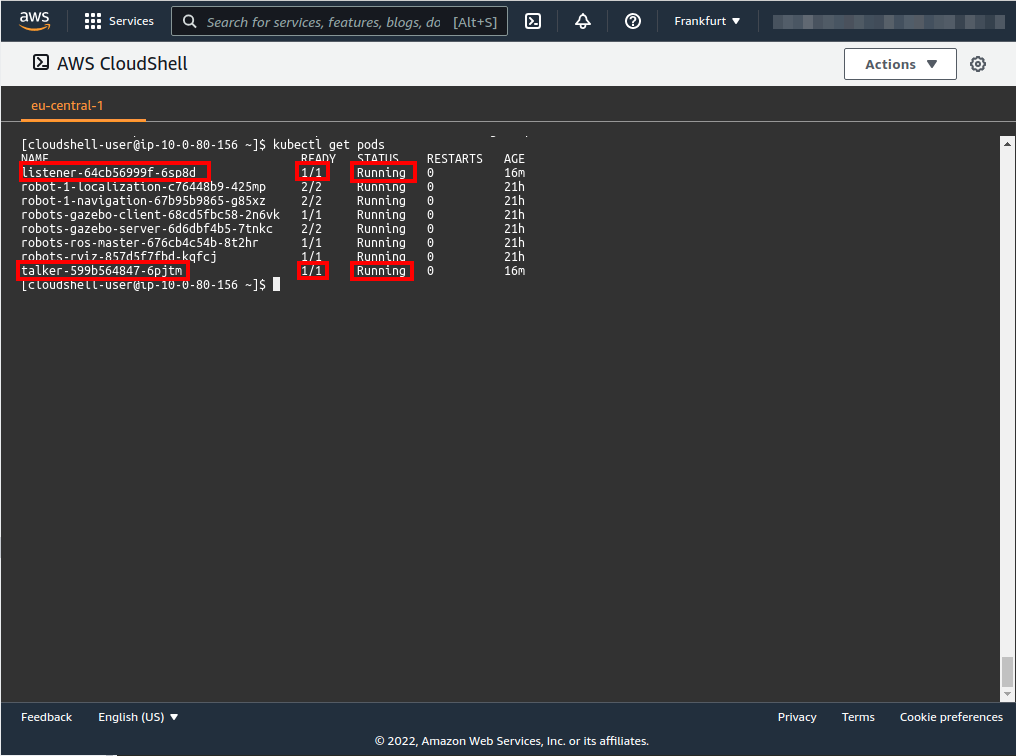 aws Services Search for services, features, blogs, do [Alt+S] Frankfurt
AWS CloudShell Actions
eu-central-1
[cloudshell-user@ip-10-0-80-156 ~]$ kubectl get pods
NAME READY STATUS RESTARTS AGE
listener-64cb56999f-6sp8d 1/1 Running 0 16m
robot-1-localization-c76448b9-425mp 2/2 Running 0 21h
robot-1-navigation-67b95b9865-g85xz 2/2 Running 0 21h
robots-gazebo-client-68cd5fbc58-2n6vk 1/1 Running 0 21h
robots-gazebo-server-6d6dbf4b5-7tnkc 2/2 Running 0 21h
robots-ros-master-676cb4c54b-8t2hr 1/1 Running 0 21h
robots-rviz-857d5f7fbd-kqfcj 1/1 Running 0 21h
talker-599b564847-6pjtm 1/1 Running 0 16m
[cloudshell-user@ip-10-0-80-156 ~]$
Feedback English (US) Privacy Terms Cookie preferences
© 2022, Amazon Web Services, Inc. or its affiliates.